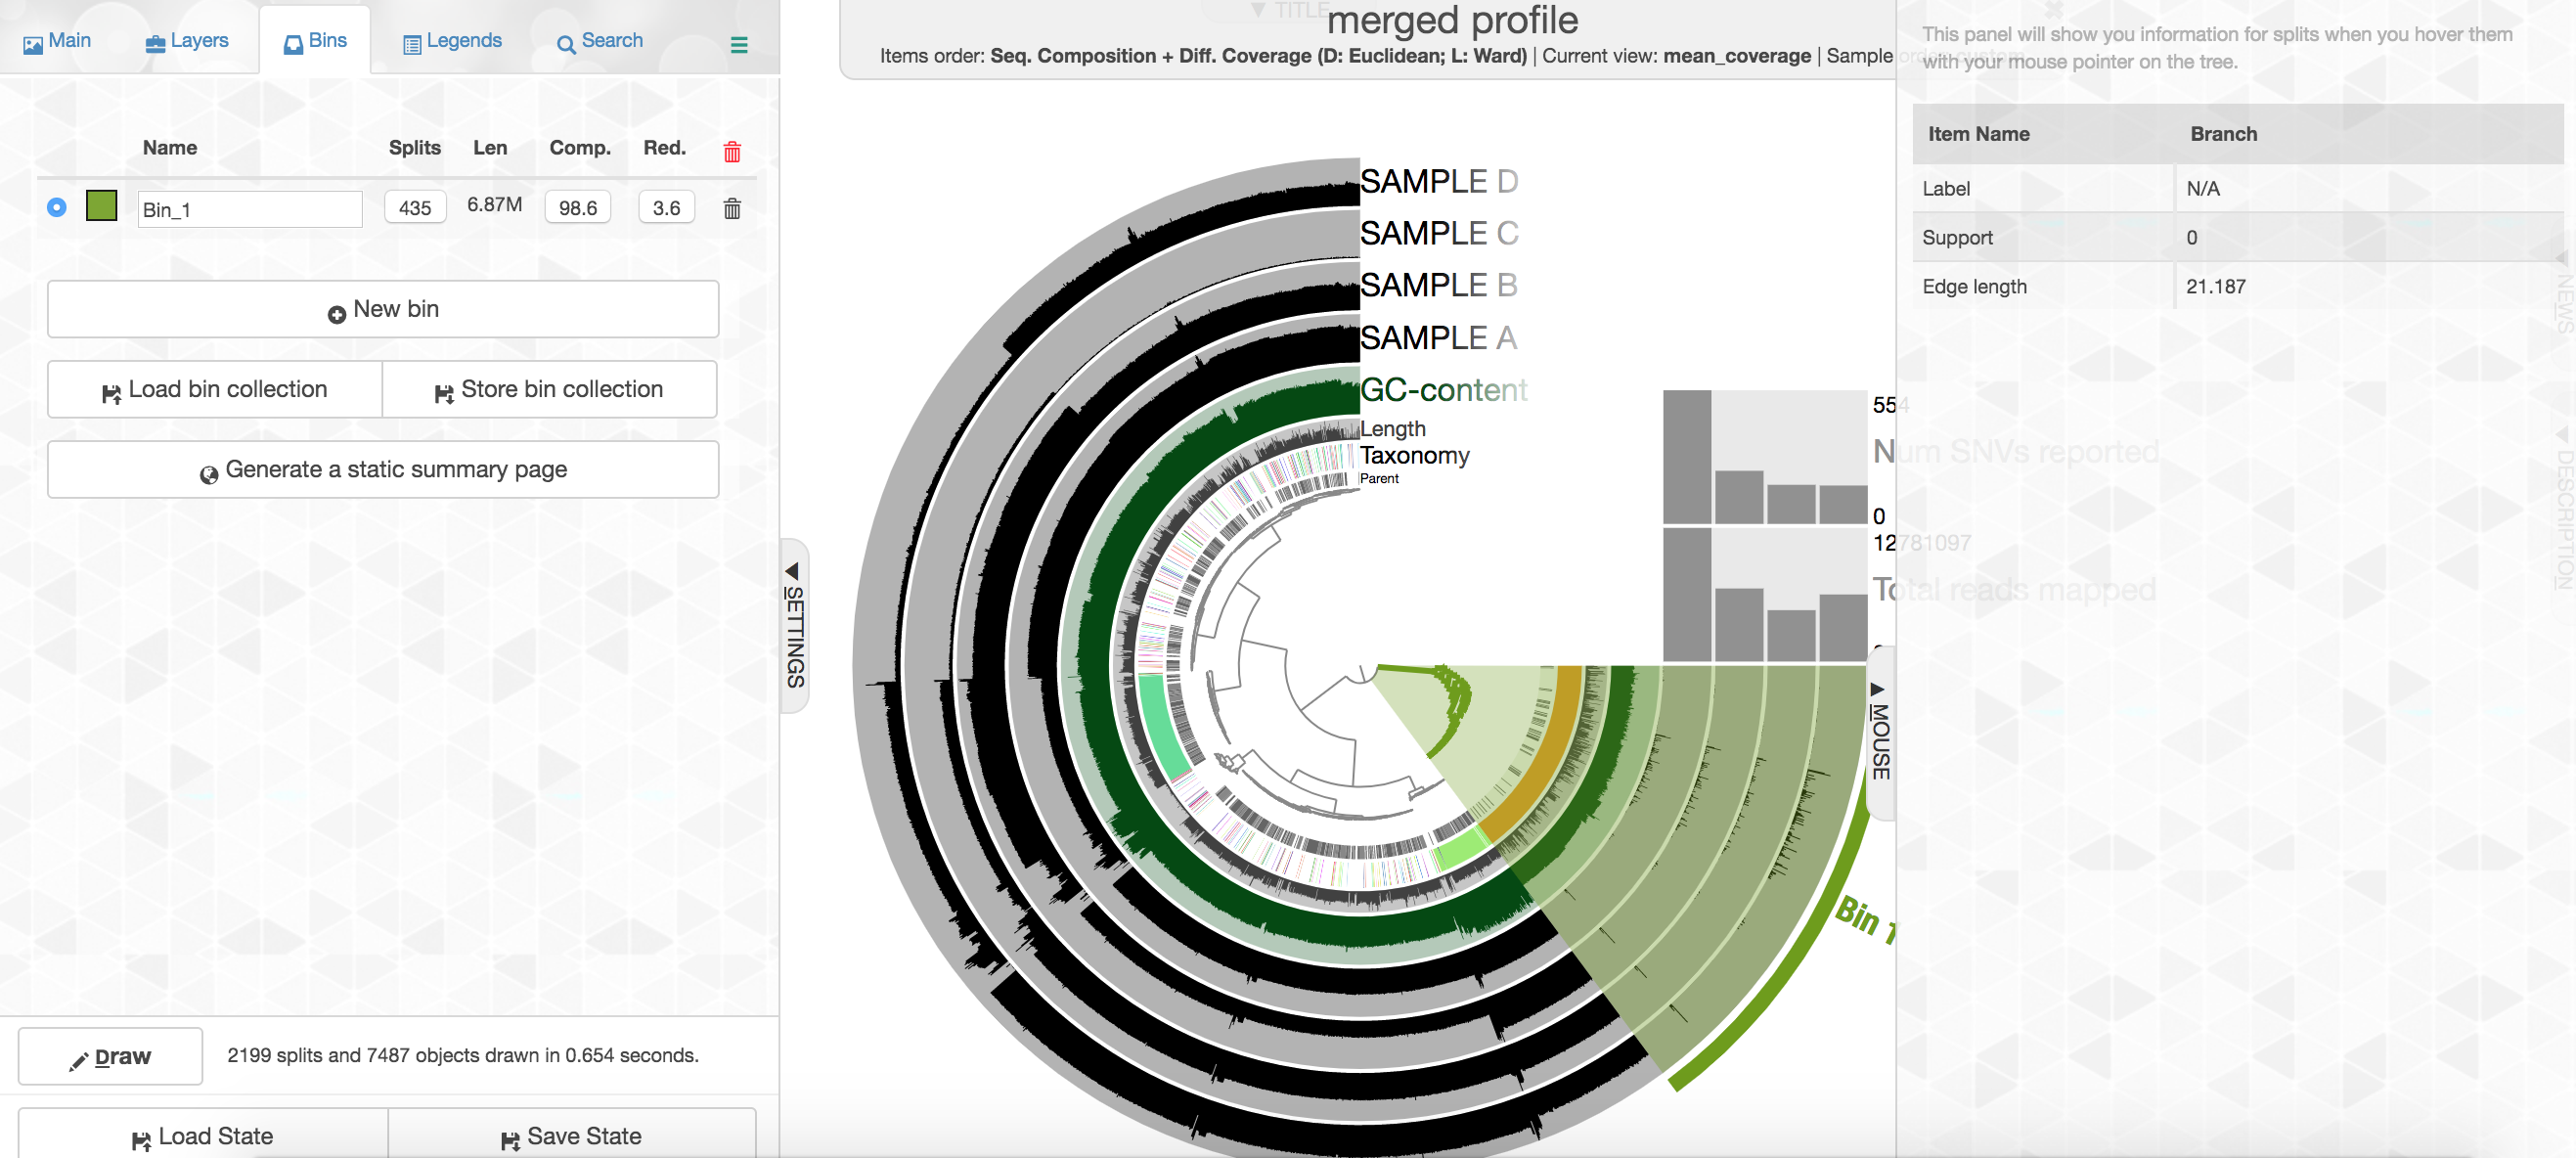 Main
Layers
Bins
Legends
Search
Name Splits Len Comp. Red.
Bin_1 435 6.87M 98.6 3.6
New bin
Load bin collection
Store bin collection
Generate a static summary page
Draw
2199 splits and 7487 objects drawn in 0.654 seconds.
Load State
Save State
◀ SETTINGS
▼ TITLE
merged profile
Items order: Seq. Composition + Diff. Coverage (D: Euclidean; L: Ward) | Current view: mean_coverage | Sample order: custom
SAMPLE D
SAMPLE C
SAMPLE B
SAMPLE A
GC-content
Length
Taxonomy
Parent
554
Num SNVs reported
0
12781097
Total reads mapped
Bin 1
▶ MOUSE
This panel will show you information for splits when you hover them
with your mouse pointer on the tree.
Item Name Branch
Label N/A
Support 0
Edge length 21.187
◀ NEWS
◀ DESCRIPTION